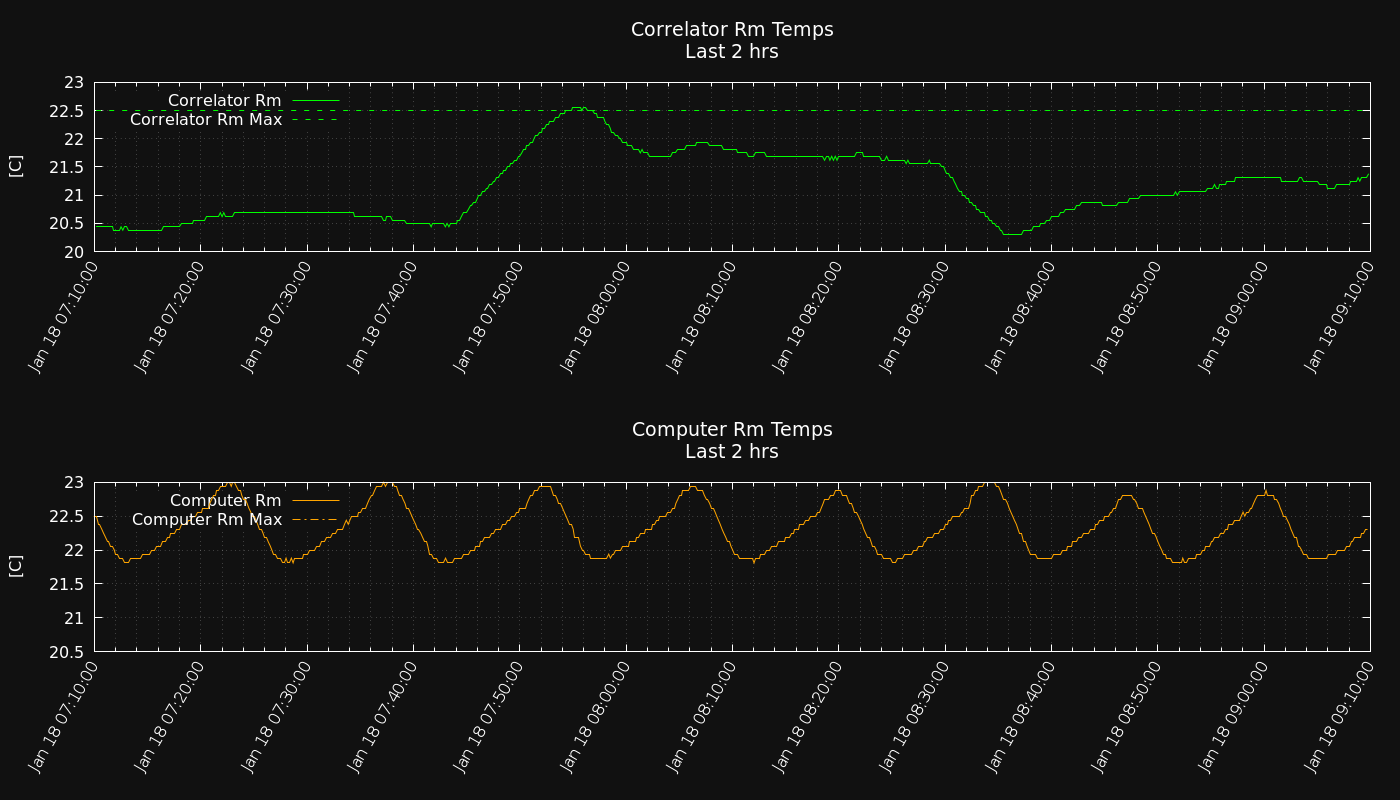 Correlator Rm Temps
Last 2 hrs
23
22.5
22
21.5
21
20.5
20
[C]
Correlator Rm
Correlator Rm Max
Jan 18 07:10:00
Jan 18 07:20:00
Jan 18 07:30:00
Jan 18 07:40:00
Jan 18 07:50:00
Jan 18 08:00:00
Jan 18 08:10:00
Jan 18 08:20:00
Jan 18 08:30:00
Jan 18 08:40:00
Jan 18 08:50:00
Jan 18 09:00:00
Jan 18 09:10:00
Computer Rm Temps
Last 2 hrs
23
22.5
22
21.5
21
20.5
[C]
Computer Rm
Computer Rm Max
Jan 18 07:10:00
Jan 18 07:20:00
Jan 18 07:30:00
Jan 18 07:40:00
Jan 18 07:50:00
Jan 18 08:00:00
Jan 18 08:10:00
Jan 18 08:20:00
Jan 18 08:30:00
Jan 18 08:40:00
Jan 18 08:50:00
Jan 18 09:00:00
Jan 18 09:10:00